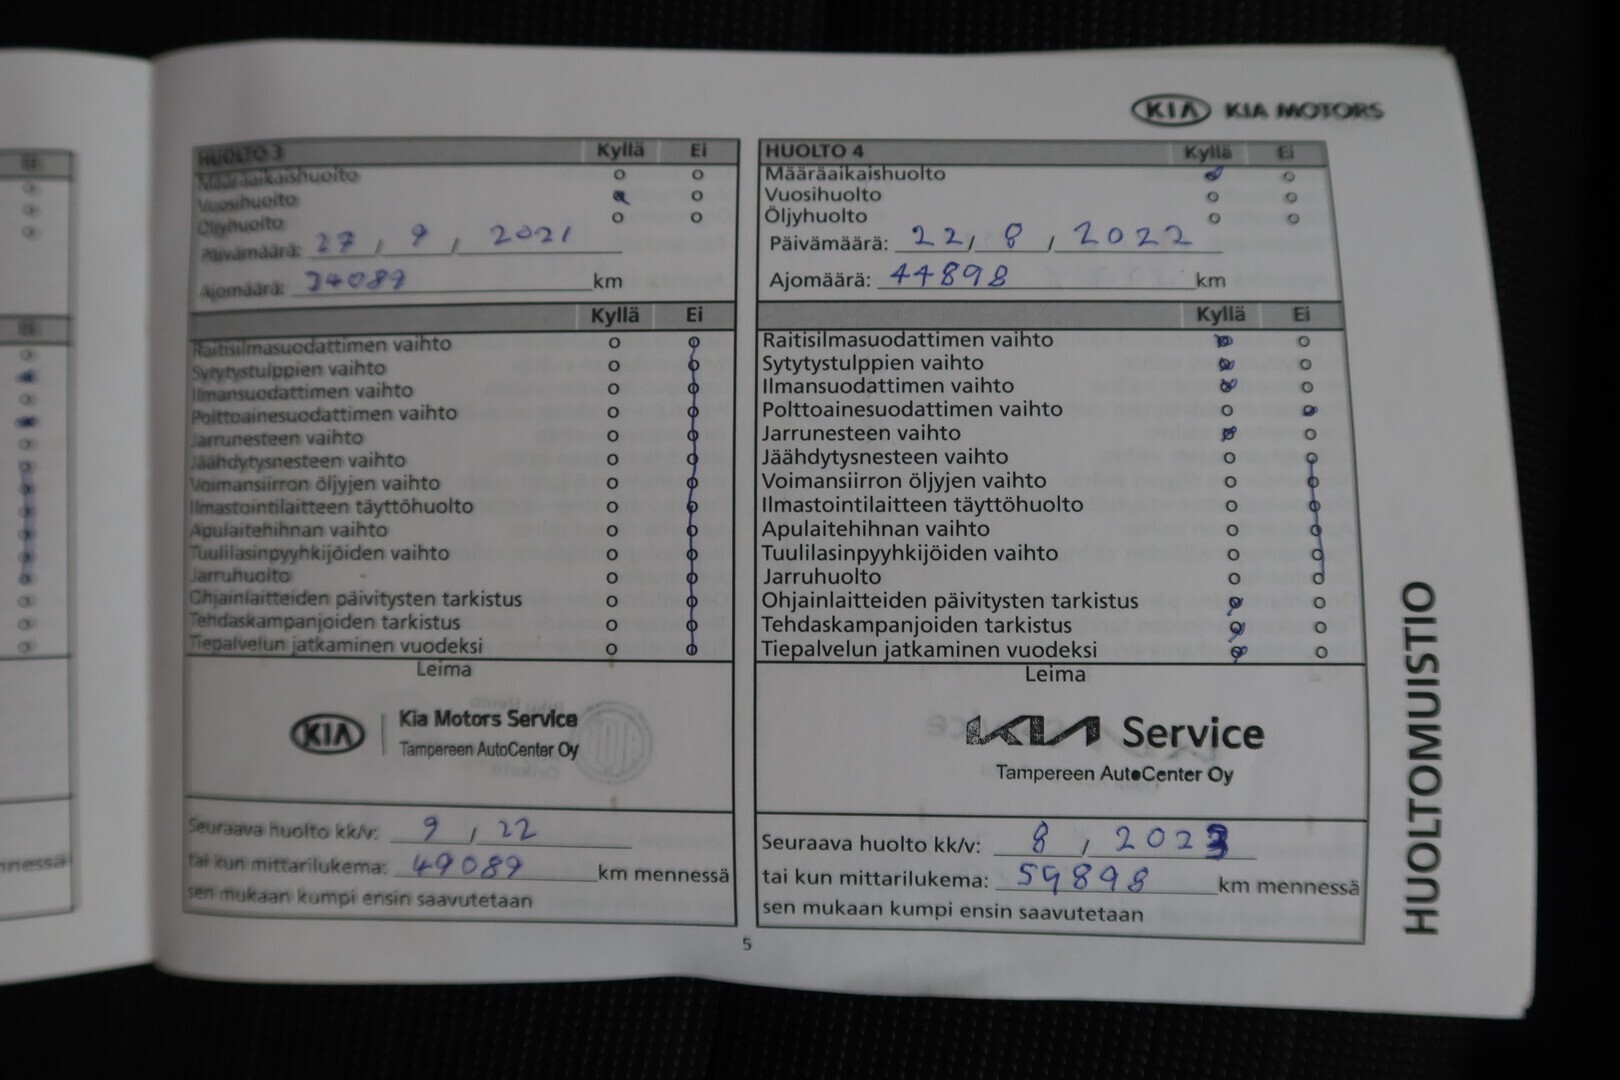 KIA KIA MOTORS
HUOLTO 3 Kyllä Ei
Määräaikaishuolto
Vuosihuolto
Öljyhuolto
Päivämäärä: 27 / 9 / 2021
Ajomäärä: 34089 km
Kyllä Ei
Raitisilmasuodattimen vaihto
Sytytystulppien vaihto
Ilmansuodattimen vaihto
Polttoainesuodattimen vaihto
Jarrunesteen vaihto
Jäähdytysnesteen vaihto
Voimansiirron öljyjen vaihto
Ilmastointilaitteen täyttöhuolto
Apulaitehihnan vaihto
Tuulilasinpyyhkijöiden vaihto
Jarruhuolto
Ohjainlaitteiden päivitysten tarkistus
Tehdaskampanjoiden tarkistus
Tiepalvelun jatkaminen vuodeksi
Leima
KIA Kia Motors Service
Tampereen AutoCenter Oy
Seuraava huolto kk/v: 9 / 22
tai kun mittarilukema: 49089 km mennessä
sen mukaan kumpi ensin saavutetaan
HUOLTO 4 Kyllä Ei
Määräaikaishuolto
Vuosihuolto
Öljyhuolto
Päivämäärä: 22 / 8 / 2022
Ajomäärä: 44898 km
Kyllä Ei
Raitisilmasuodattimen vaihto
Sytytystulppien vaihto
Ilmansuodattimen vaihto
Polttoainesuodattimen vaihto
Jarrunesteen vaihto
Jäähdytysnesteen vaihto
Voimansiirron öljyjen vaihto
Ilmastointilaitteen täyttöhuolto
Apulaitehihnan vaihto
Tuulilasinpyyhkijöiden vaihto
Jarruhuolto
Ohjainlaitteiden päivitysten tarkistus
Tehdaskampanjoiden tarkistus
Tiepalvelun jatkaminen vuodeksi
Leima
KIA Service
Tampereen AutoCenter Oy
Seuraava huolto kk/v: 8 / 2023
tai kun mittarilukema: 59898 km mennessä
sen mukaan kumpi ensin saavutetaan
5
HUOLTOMUISTIO